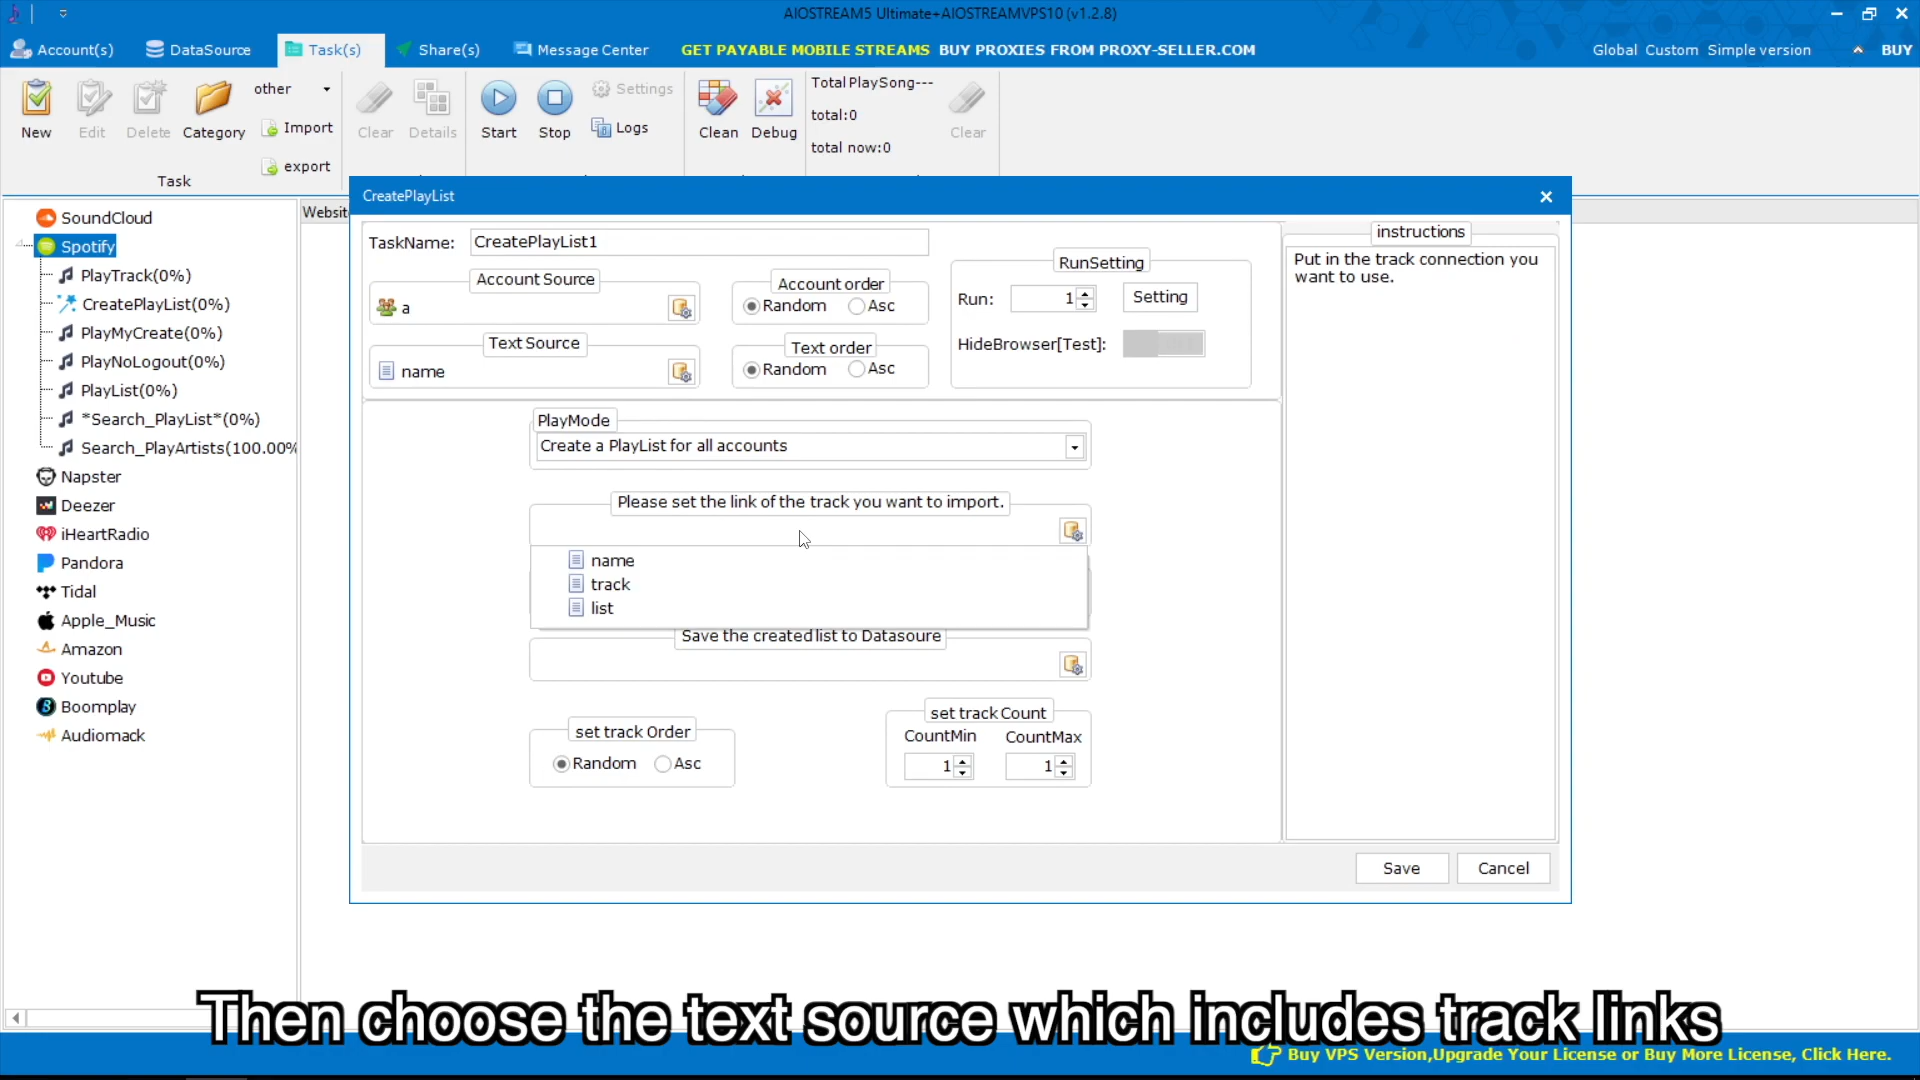 AIOSTREAM5 Ultimate+AIOSTREAMVPS10 (v1.2.8)
Account(s) DataSource Task(s) Share(s) Message Center GET PAYABLE MOBILE STREAMS BUY PROXIES FROM PROXY-SELLER.COM Global Custom Simple version BUY
New Edit Delete Category other Import export
Clear Details Start Stop Settings Logs Clean Debug
Total PlaySong---
total:0
total now:0
Clear
Task
SoundCloud
Spotify
PlayTrack(0%)
CreatePlayList(0%)
PlayMyCreate(0%)
PlayNoLogout(0%)
PlayList(0%)
*Search_PlayList*(0%)
Search_PlayArtists(100.00%
Napster
Deezer
iHeartRadio
Pandora
Tidal
Apple_Music
Amazon
Youtube
Boomplay
Audiomack
Websit
CreatePlayList
TaskName: CreatePlayList1
Account Source
a
Account order
Random Asc
Text Source
name
Text order
Random Asc
RunSetting
Run: 1 Setting
HideBrowser[Test]:
PlayMode
Create a PlayList for all accounts
Please set the link of the track you want to import.
name
track
list
Save the created list to Datasoure
set track Order
Random Asc
set track Count
CountMin CountMax
1 1
instructions
Put in the track connection you
want to use.
Save Cancel
Then choose the text source which includes track links
Buy VPS Version,Upgrade Your License or Buy More License, Click Here.